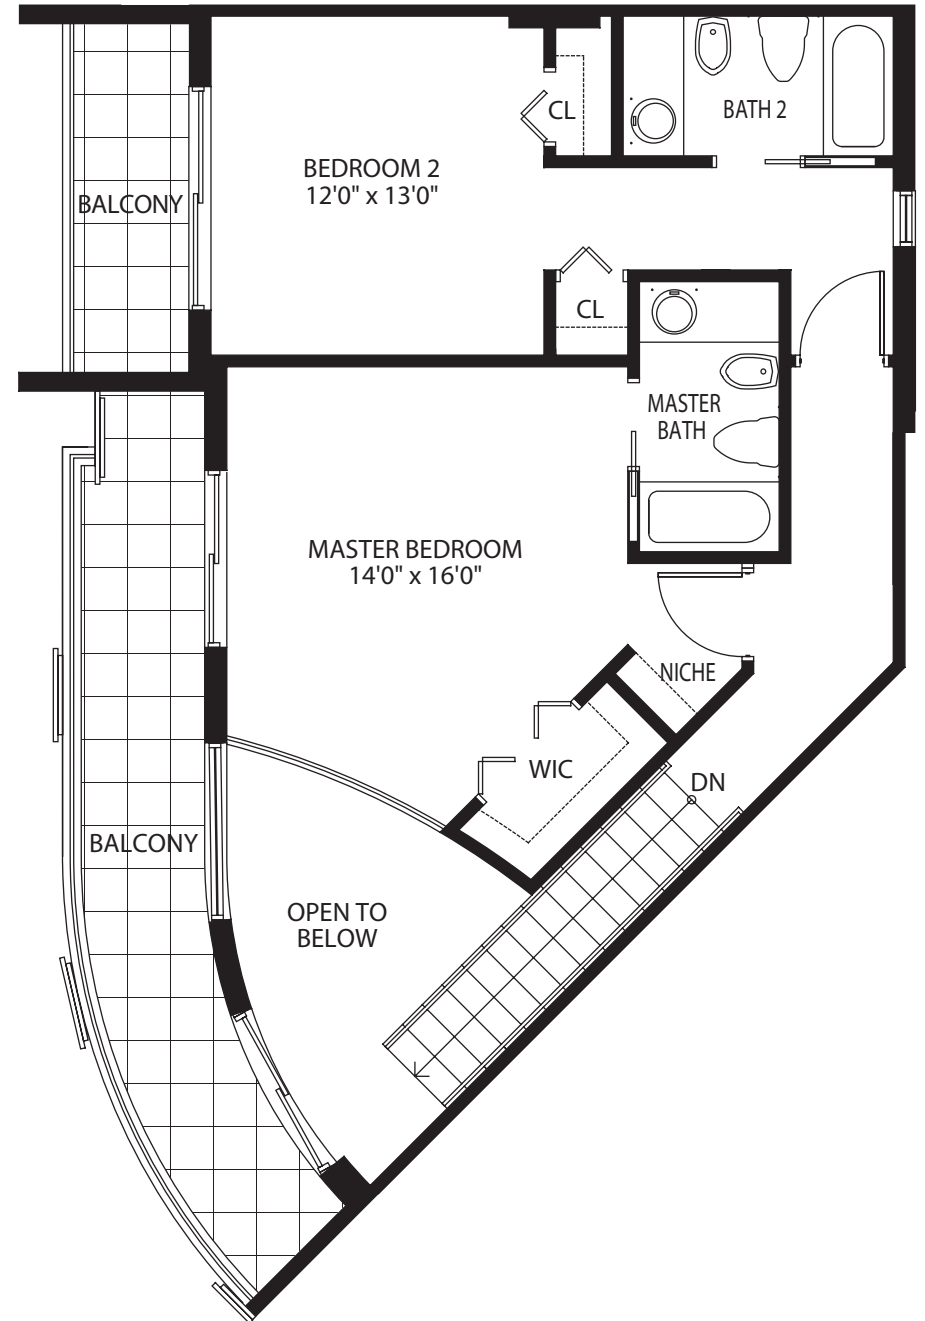 BATH 2
CL
BEDROOM 2
12'0" x 13'0"
BALCONY
CL
MASTER
BATH
MASTER BEDROOM
14'0" x 16'0"
NICHE
WIC
DN
BALCONY
OPEN TO
BELOW